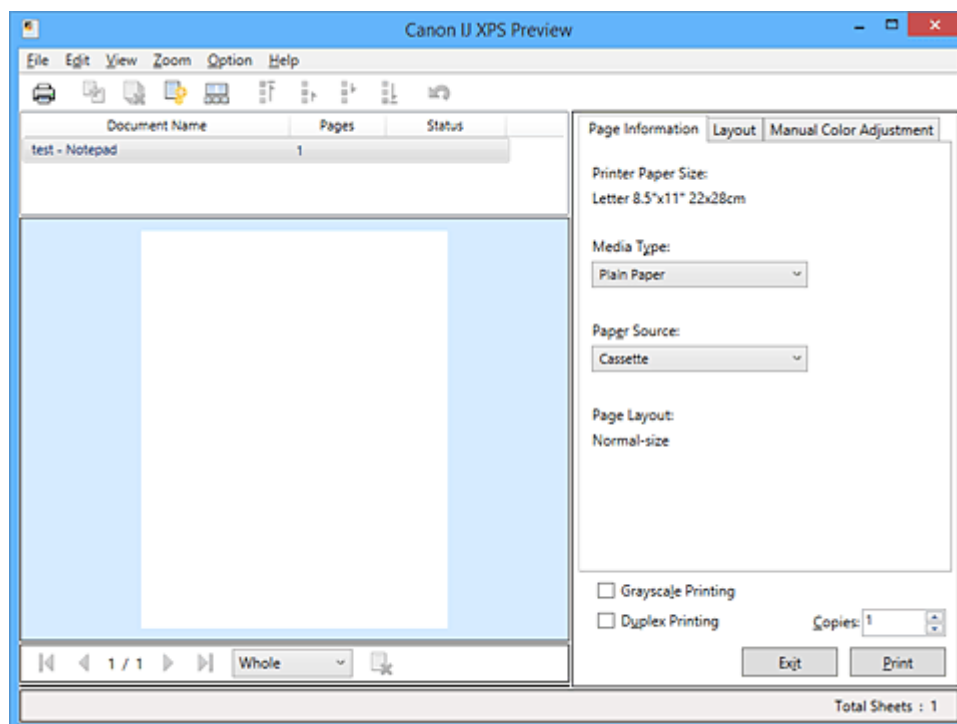 Canon IJ XPS Preview
File Edit View Zoom Option Help
Document Name Pages Status
test - Notepad 1
Page Information Layout Manual Color Adjustment
Printer Paper Size:
Letter 8.5"x11" 22x28cm
Media Type:
Plain Paper
Paper Source:
Cassette
Page Layout:
Normal-size
Grayscale Printing
Duplex Printing Copies: 1
1 / 1 Whole Exit Print
Total Sheets : 1